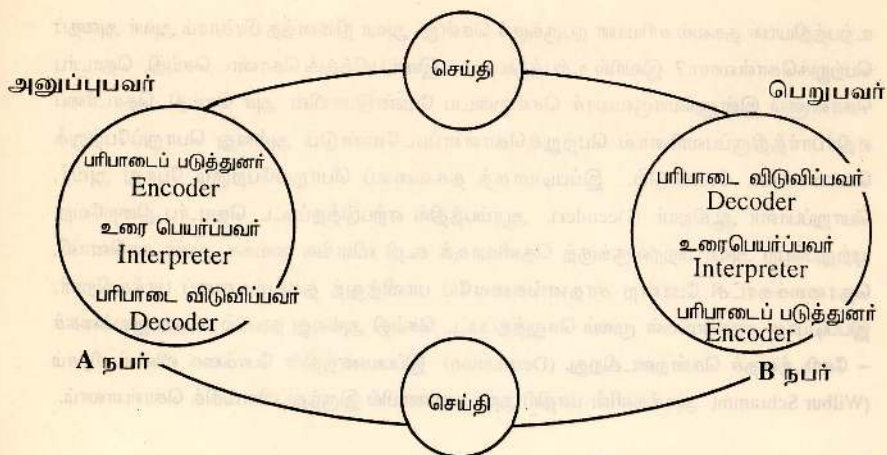 செய்தி
அனுப்புபவர்
பெறுபவர்
பரிபாடைப் படுத்துனர்
Encoder
உரை பெயர்ப்பவர்
Interpreter
பரிபாடை விடுவிப்பவர்
Decoder
பரிபாடை விடுவிப்பவர்
Decoder
உரைபெயர்ப்பவர்
Interpreter
பரிபாடைப் படுத்துனர்
Encoder
A நபர்
B நபர்
செய்தி